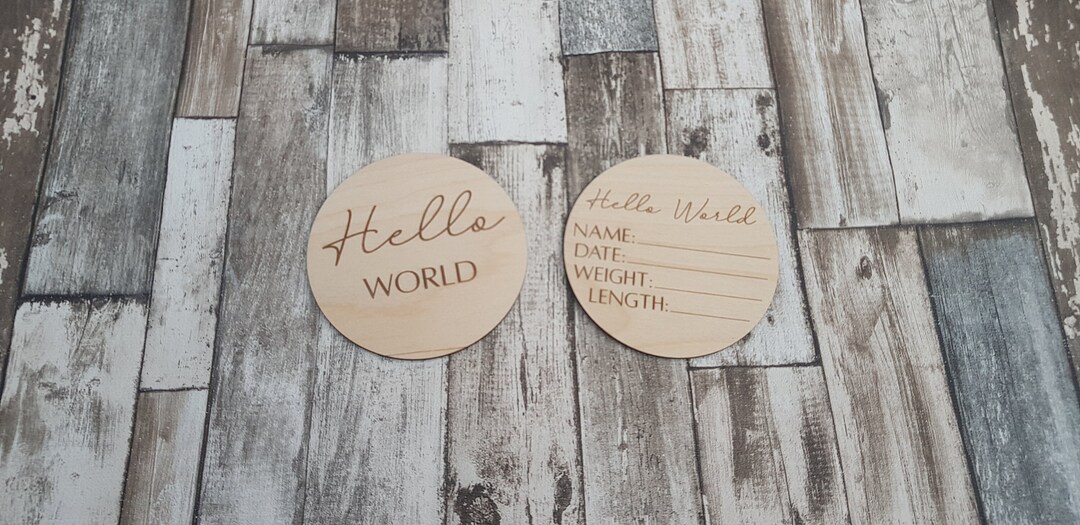 Hello
WORLD
Hello World
NAME:
DATE:
WEIGHT:
LENGTH: